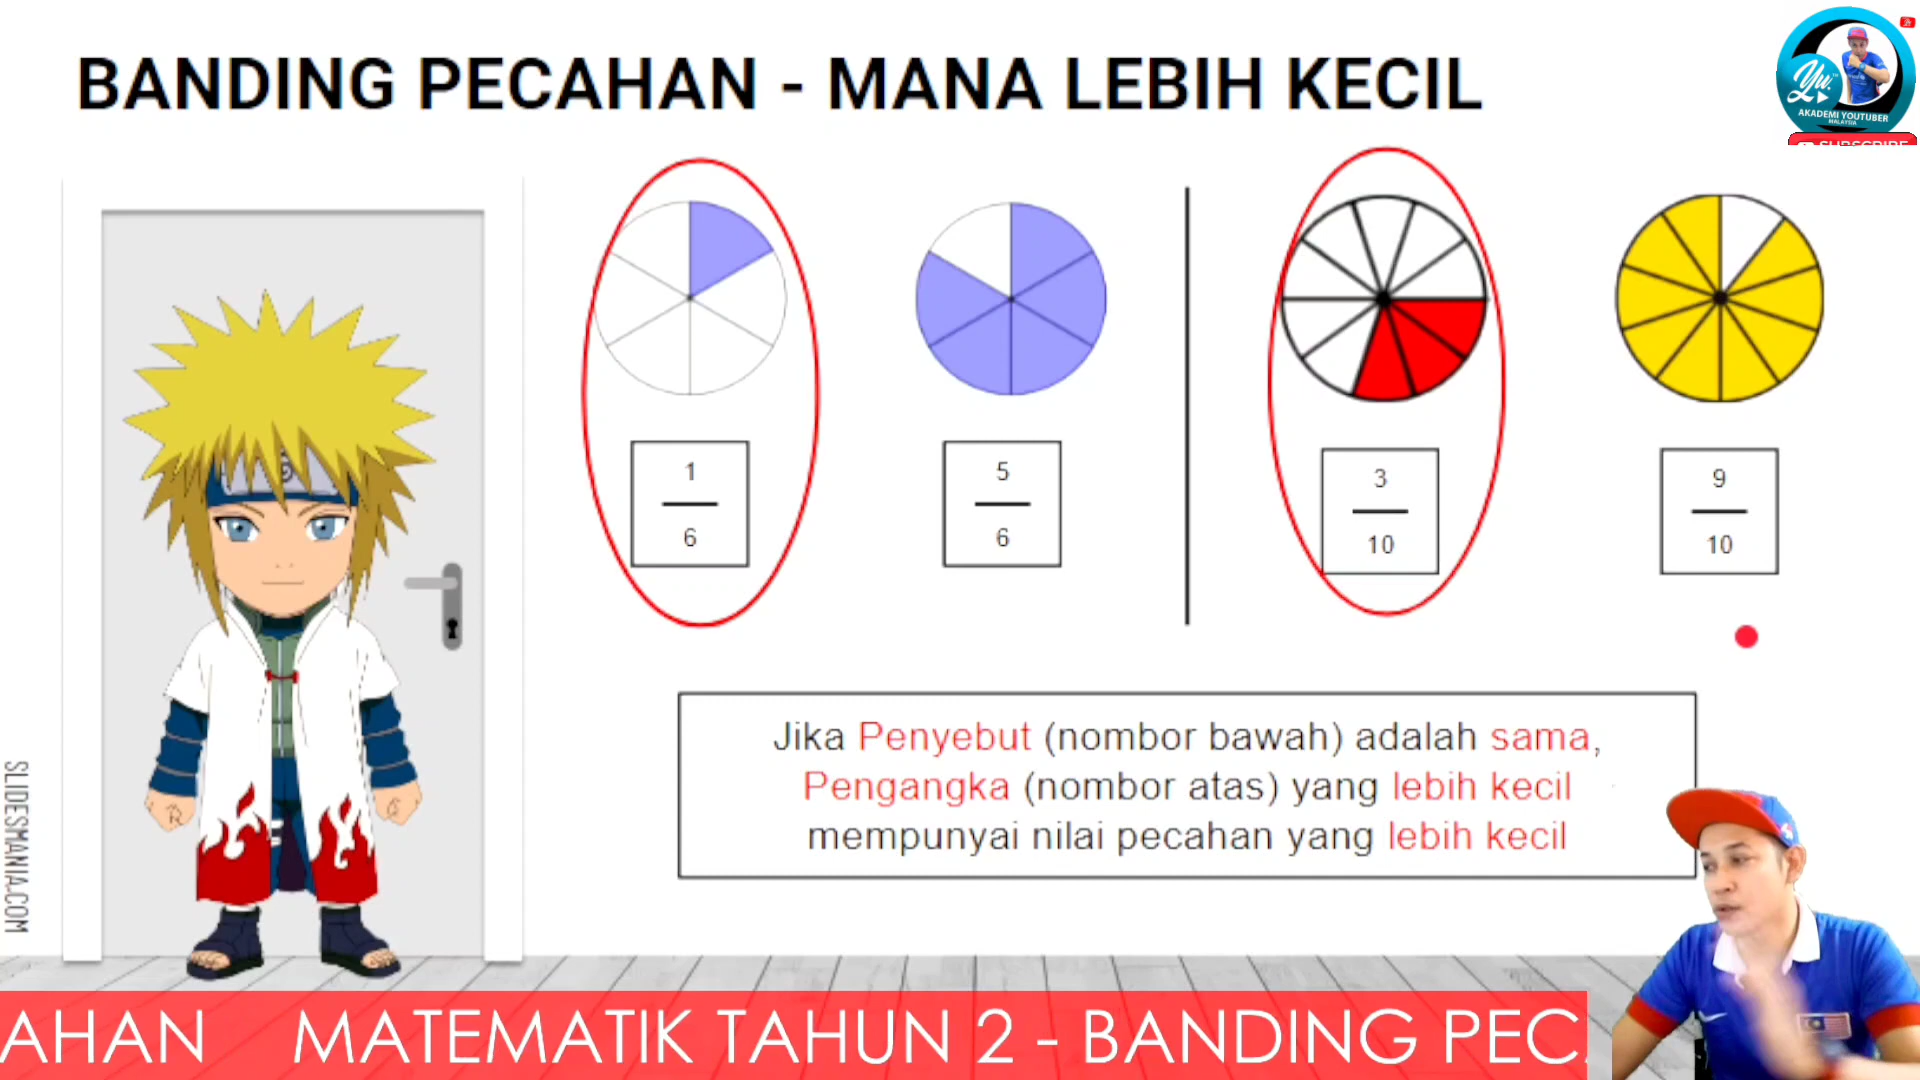 BANDING PECAHAN - MANA LEBIH KECIL
AKADEMI YOUTUBER
MALAYSIA
SUBSCRIBE
1
6
5
6
3
10
9
10
Jika Penyebut (nombor bawah) adalah sama,
Pengangka (nombor atas) yang lebih kecil
mempunyai nilai pecahan yang lebih kecil
SLIDESMANIA.COM
AHAN MATEMATIK TAHUN 2 - BANDING PEC